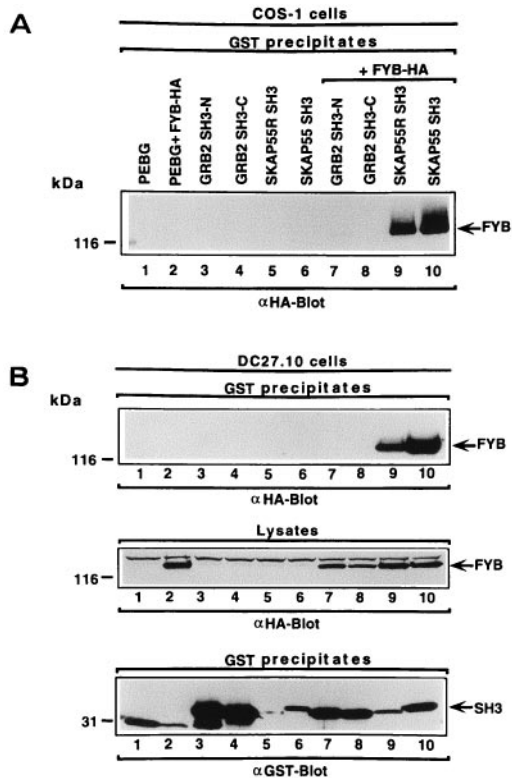 A
COS-1 cells
GST precipitates
+ FYB-HA
PEBG
PEBG+FYB-HA
GRB2 SH3-N
GRB2 SH3-C
SKAP55R SH3
SKAP55 SH3
GRB2 SH3-N
GRB2 SH3-C
SKAP55R SH3
SKAP55 SH3
kDa
FYB
116
1 2 3 4 5 6 7 8 9 10
αHA-Blot
B
DC27.10 cells
GST precipitates
kDa
FYB
116
1 2 3 4 5 6 7 8 9 10
αHA-Blot
Lysates
FYB
116
1 2 3 4 5 6 7 8 9 10
αHA-Blot
GST precipitates
SH3
31
1 2 3 4 5 6 7 8 9 10
αGST-Blot